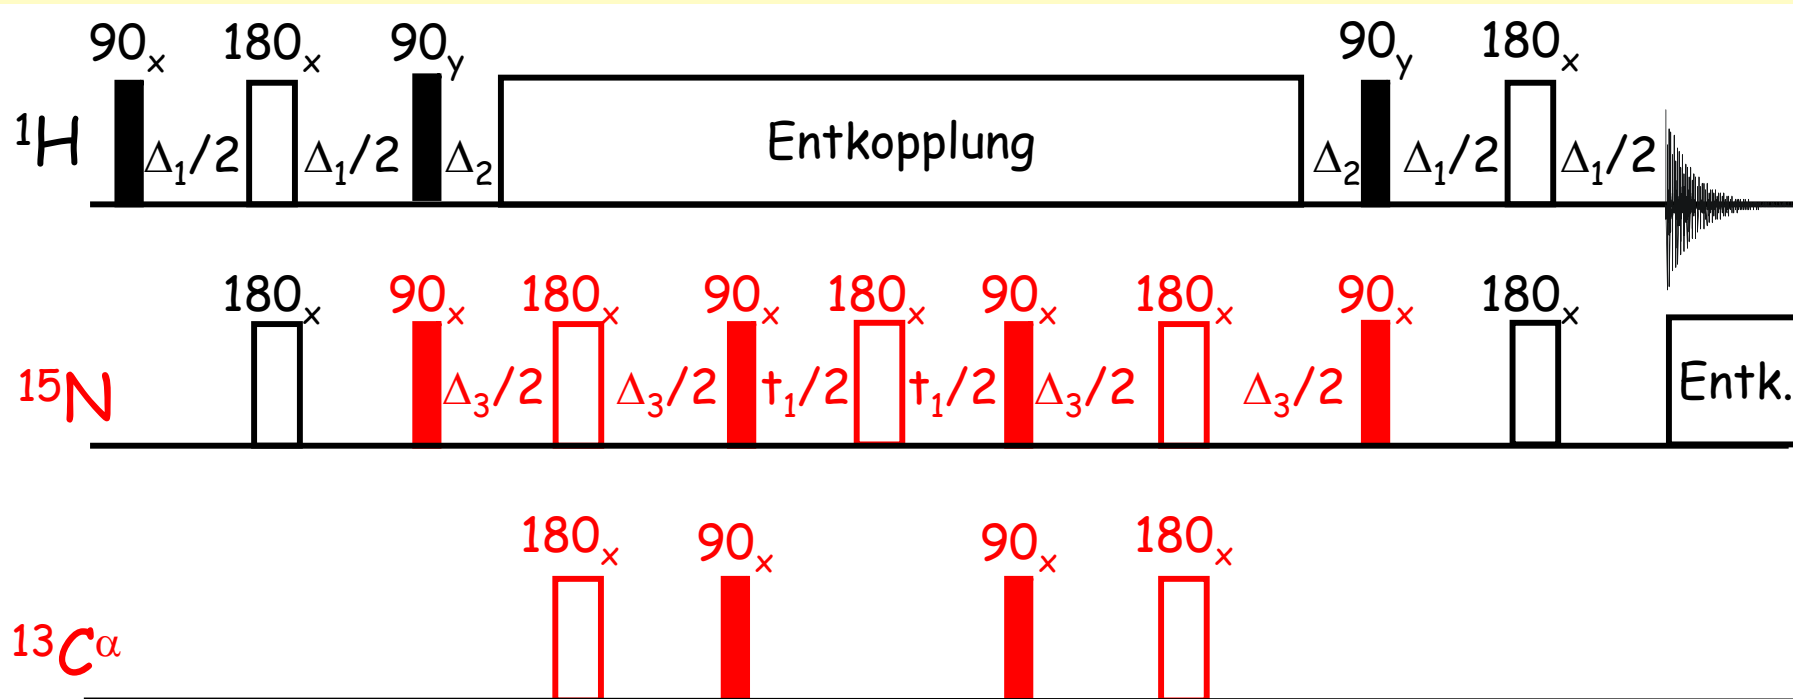 90x 180x 90y 90y 180x
¹H Δ₁/2 Δ₁/2 Δ₂ Entkopplung Δ₂ Δ₁/2 Δ₁/2
180x 90x 180x 90x 180x 90x 180x 90x 180x
¹⁵N Δ₃/2 Δ₃/2 t₁/2 t₁/2 Δ₃/2 Δ₃/2 Entk.
180x 90x 90x 180x
¹³Cα